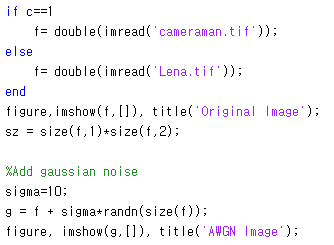 if c==1
f= double(imread('cameraman.tif'));
else
f= double(imread('Lena.tif'));
end
figure,imshow(f,[]), title('Original Image');
sz = size(f,1)*size(f,2);
%Add gaussian noise
sigma=10;
g = f + sigma*randn(size(f));
figure, imshow(g,[]), title('AWGN Image');